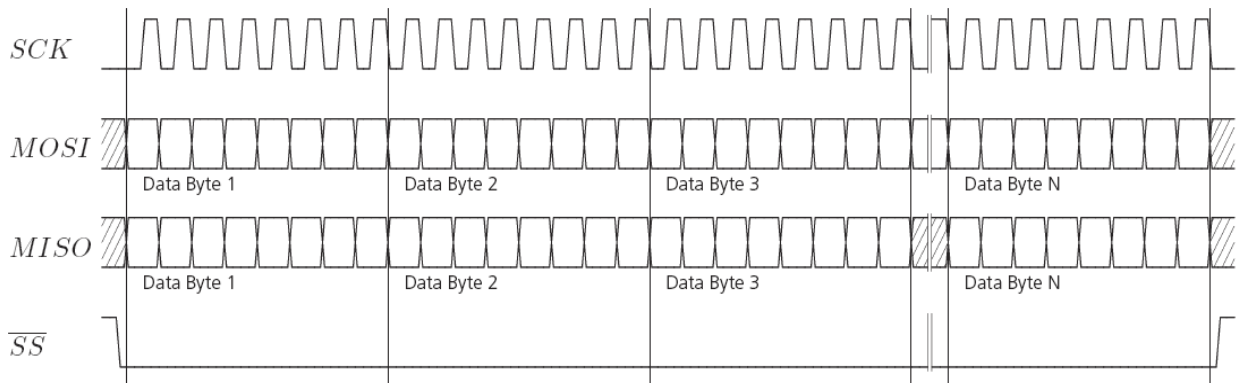 SCK
MOSI
Data Byte 1 Data Byte 2 Data Byte 3 Data Byte N
MISO
Data Byte 1 Data Byte 2 Data Byte 3 Data Byte N
SS